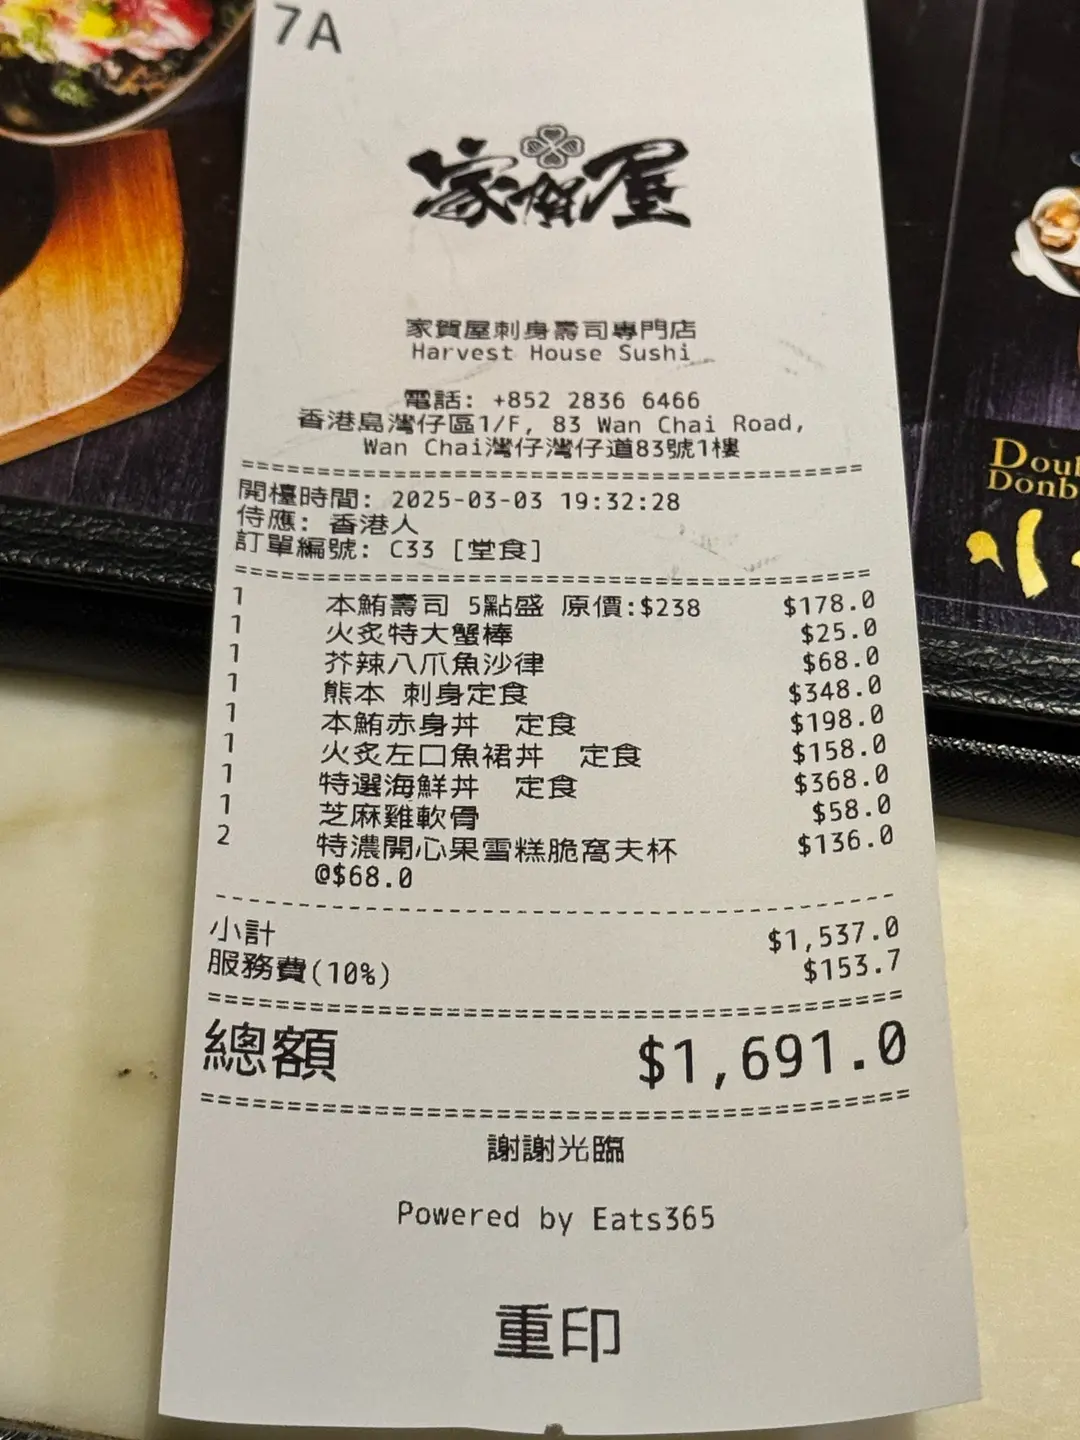 7A
家賀屋
家賀屋刺身壽司專門店
Harvest House Sushi
電話: +852 2836 6466
香港島灣仔區1/F, 83 Wan Chai Road,
Wan Chai灣仔灣仔道83號1樓
開檯時間: 2025-03-03 19:32:28
侍應: 香港人
訂單編號: C33 [堂食]
1 本鮪壽司 5點盛 原價:$238 $178.0
1 火炙特大蟹棒 $25.0
1 芥辣八爪魚沙律 $68.0
1 熊本 刺身定食 $348.0
1 本鮪赤身丼 定食 $198.0
1 火炙左口魚裙丼 定食 $158.0
1 特選海鮮丼 定食 $368.0
1 芝麻雞軟骨 $58.0
2 特濃開心果雪糕脆窩夫杯 $136.0
@$68.0
小計 $1,537.0
服務費(10%) $153.7
總額 $1,691.0
謝謝光臨
Powered by Eats365
重印
Donb
小